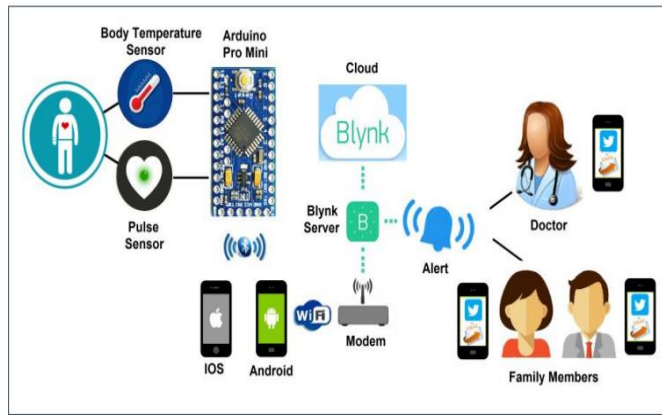 Body Temperature
Sensor
Arduino
Pro Mini
Cloud
Blynk
Pulse
Sensor
Blynk
Server
B
Alert
Doctor
WiFi
IOS
Android
Modem
Family Members